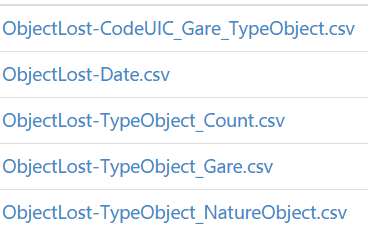 ObjectLost-CodeUIC_Gare_TypeObject.csv
ObjectLost-Date.csv
ObjectLost-TypeObject_Count.csv
ObjectLost-TypeObject_Gare.csv
ObjectLost-TypeObject_NatureObject.csv